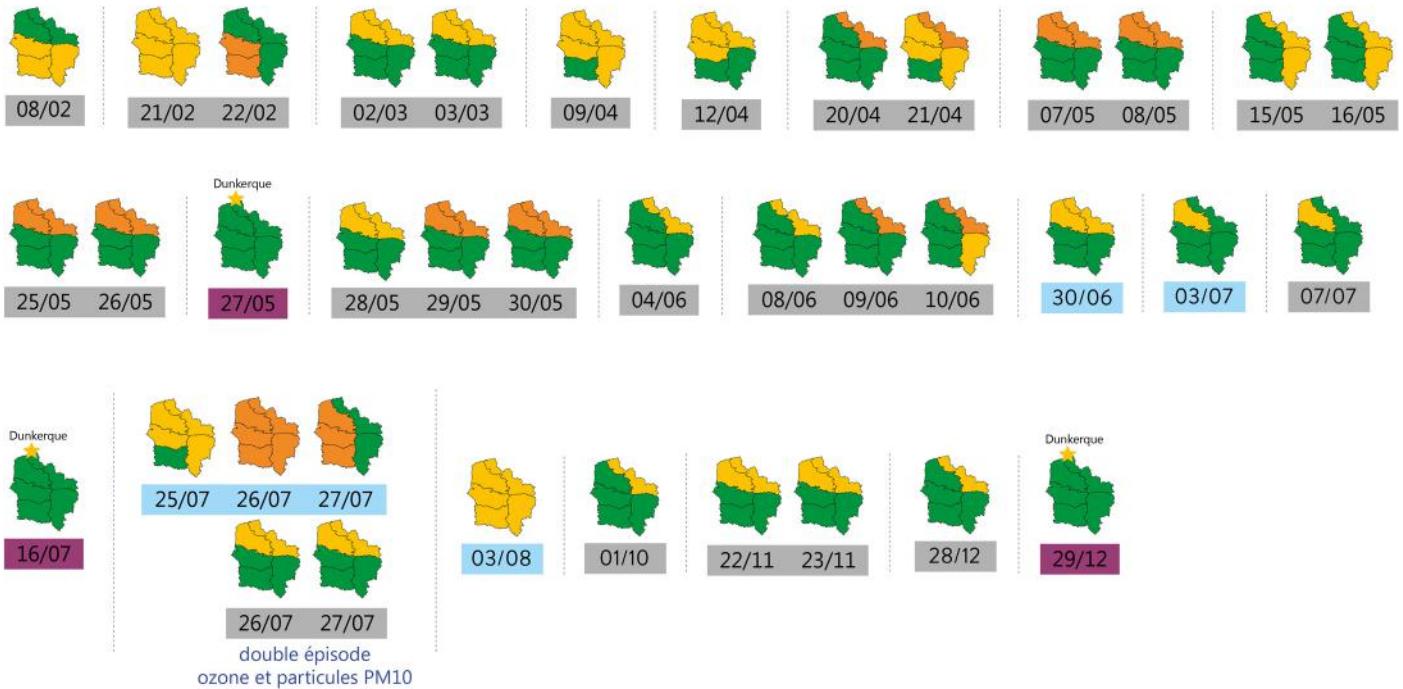 08/02
21/02 22/02
02/03 03/03
09/04
12/04
20/04 21/04
07/05 08/05
15/05 16/05
Dunkerque
25/05 26/05
27/05
28/05 29/05 30/05
04/06
08/06 09/06 10/06
30/06
03/07
07/07
Dunkerque
16/07
25/07 26/07 27/07
26/07 27/07
double épisode
ozone et particules PM10
03/08
01/10
22/11 23/11
28/12
Dunkerque
29/12